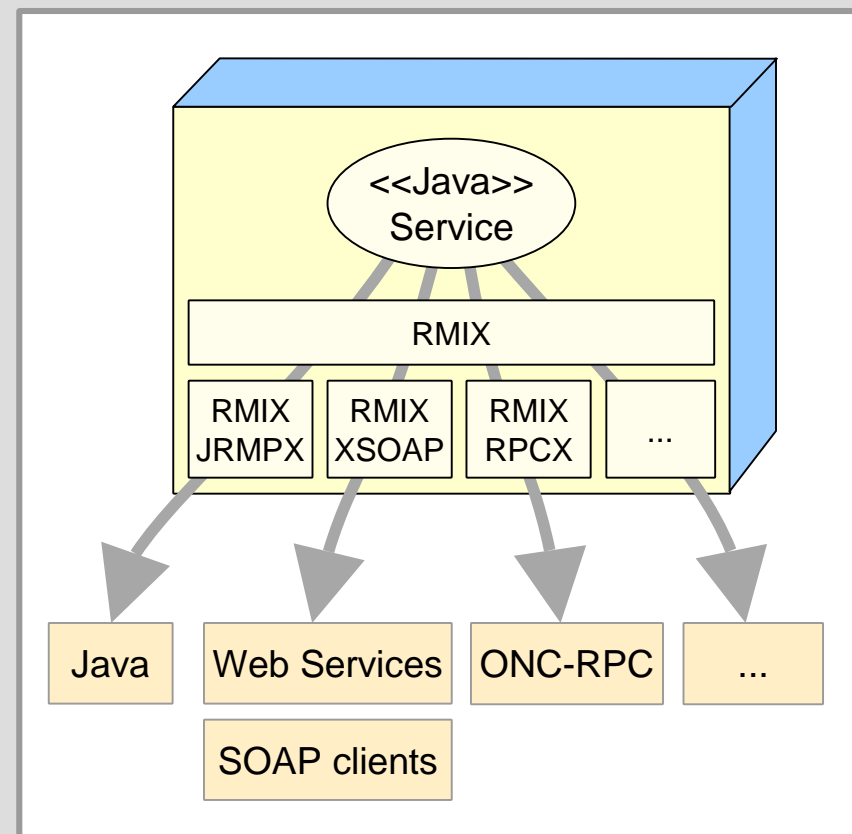 <<Java>>
Service
RMIX
RMIX
JRMPX
RMIX
XSOAP
RMIX
RPCX
...
Java
Web Services
ONC-RPC
...
SOAP clients